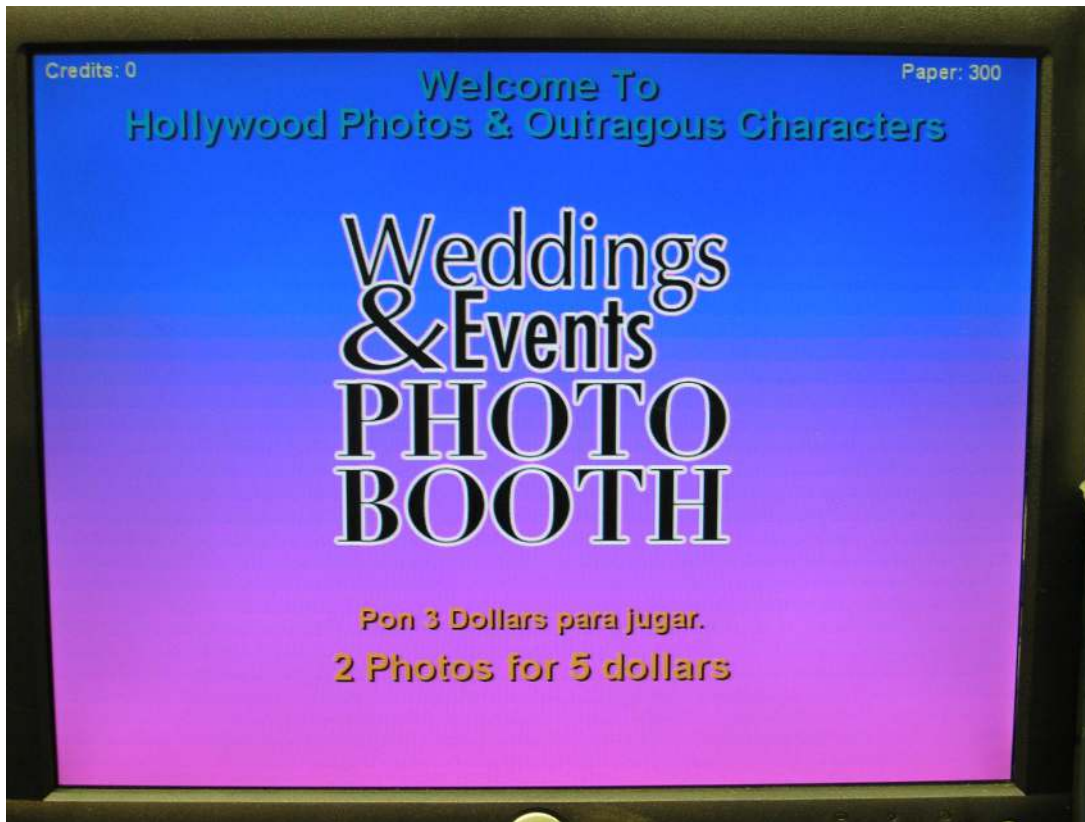 Credits: 0
Paper: 300
Welcome To
Hollywood Photos & Outragous Characters
Weddings
&Events
PHOTO
BOOTH
Pon 3 Dollars para jugar.
2 Photos for 5 dollars